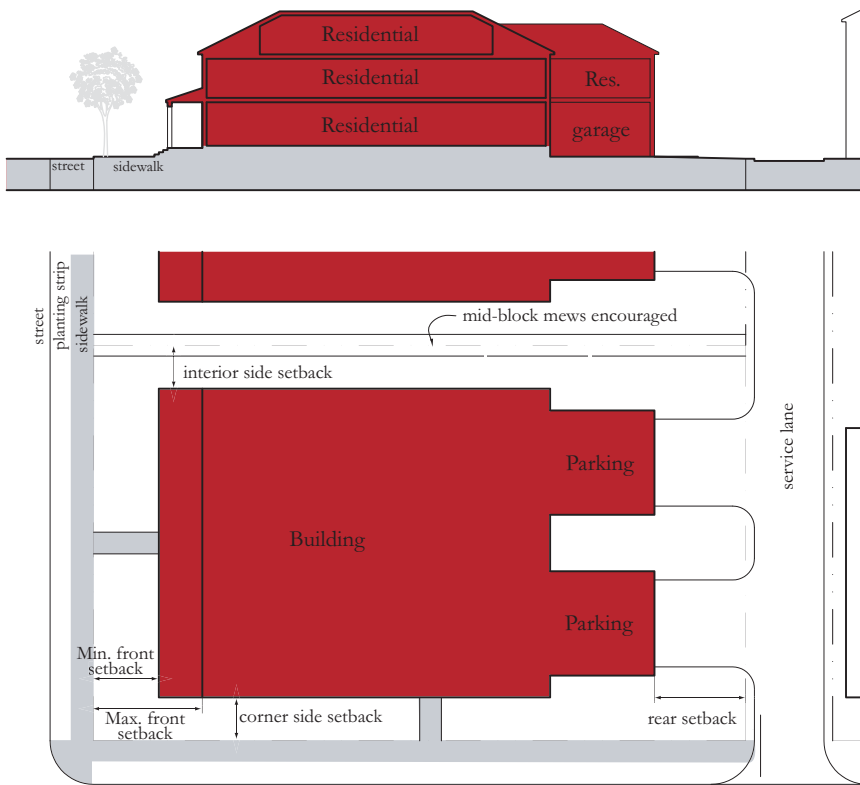 Residential
Residential
Res.
Residential
garage
street
sidewalk
street
planting strip
sidewalk
mid-block mews encouraged
interior side setback
Parking
service lane
Building
Parking
Min. front
setback
Max. front
setback
corner side setback
rear setback